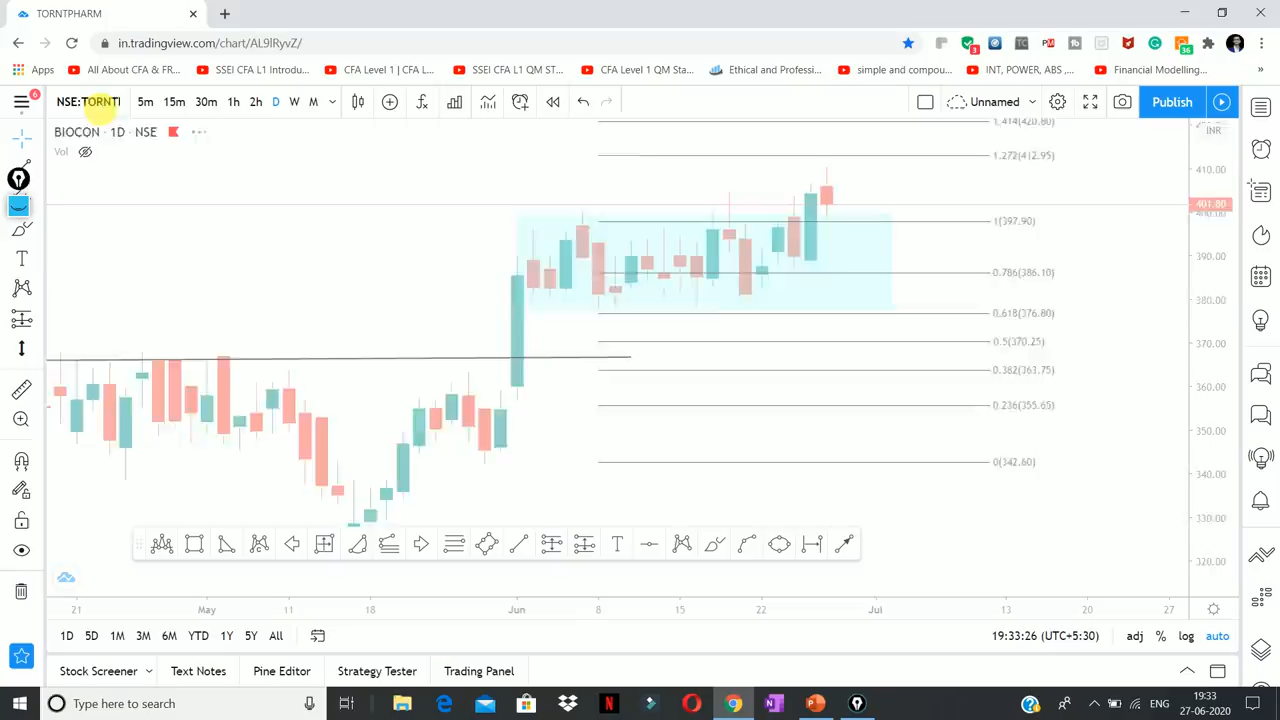 TORNTPHARM
in.tradingview.com/chart/AL9lRyvZ/
3
TC
PM
36
Apps
All About CFA & FR...
SSEI CFA L1 Introdu...
CFA Level 1 I CFA L...
SSEI CFA L1 QM ST...
CFA Level 1 QM Sta...
Ethical and Professi...
simple and compou...
INT, POWER, ABS ,...
Financial Modelling...
»
6
NSE:TORNTI
5m
15m
30m
1h
2h
D
W
M
Unnamed
Publish
BIOCON · 1D · NSE
Vol
INR
1.414(420.80)
1.272(412.95)
1(397.90)
0.786(386.10)
0.618(376.80)
0.5(370.25)
0.382(363.75)
0.236(355.65)
0(342.60)
410.00
401.80
400.00
390.00
380.00
370.00
360.00
350.00
340.00
330.00
320.00
21
May
11
18
Jun
8
15
22
Jul
13
20
27
1D
5D
1M
3M
6M
YTD
1Y
5Y
All
19:33:26 (UTC+5:30)
adj
%
log
auto
Stock Screener
Text Notes
Pine Editor
Strategy Tester
Trading Panel
Type here to search
ENG
19:33
27-06-2020